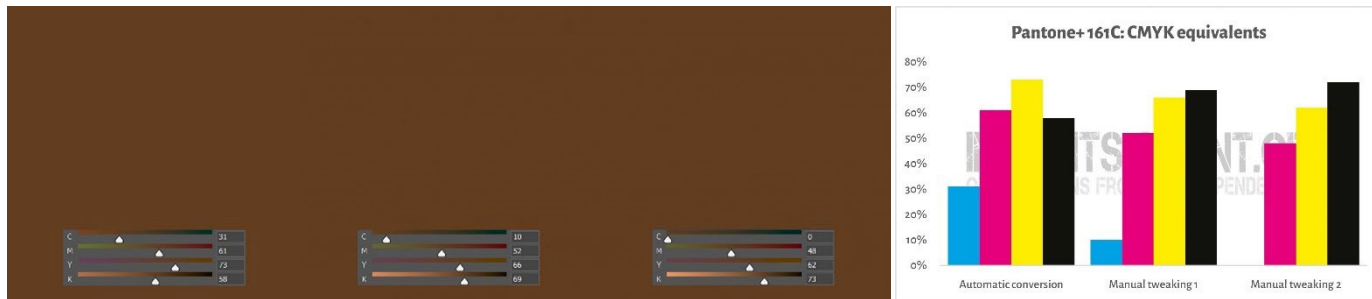 C 31
M 61
Y 73
K 58
C 10
M 52
Y 66
K 69
C 0
M 48
Y 62
K 73
Pantone+ 161C: CMYK equivalents
80%
70%
60%
50%
40%
30%
20%
10%
0%
Automatic conversion Manual tweaking 1 Manual tweaking 2